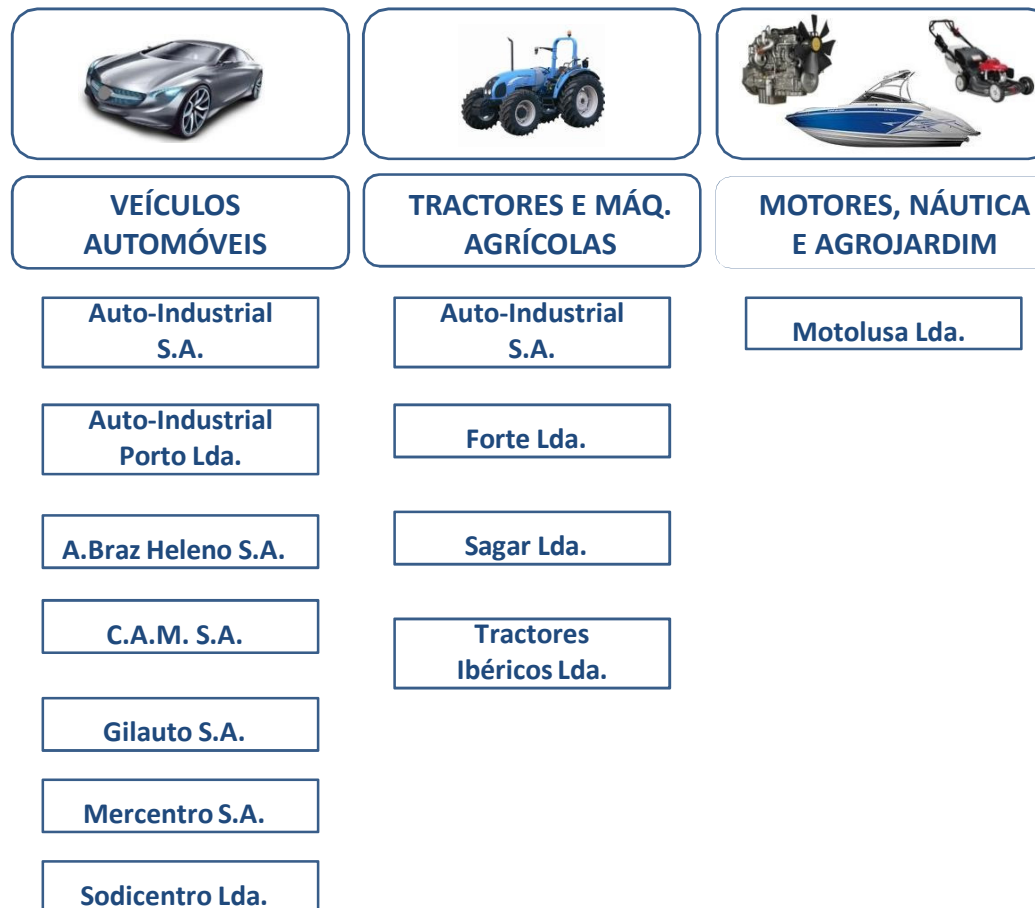 VEÍCULOS
AUTOMÓVEIS
Auto-Industrial
S.A.
Auto-Industrial
Porto Lda.
A.Braz Heleno S.A.
C.A.M. S.A.
Gilauto S.A.
Mercentro S.A.
Sodicentro Lda.
TRACTORES E MÁQ.
AGRÍCOLAS
Auto-Industrial
S.A.
Forte Lda.
Sagar Lda.
Tractores
Ibéricos Lda.
MOTORES, NÁUTICA
E AGROJARDIM
Motolusa Lda.